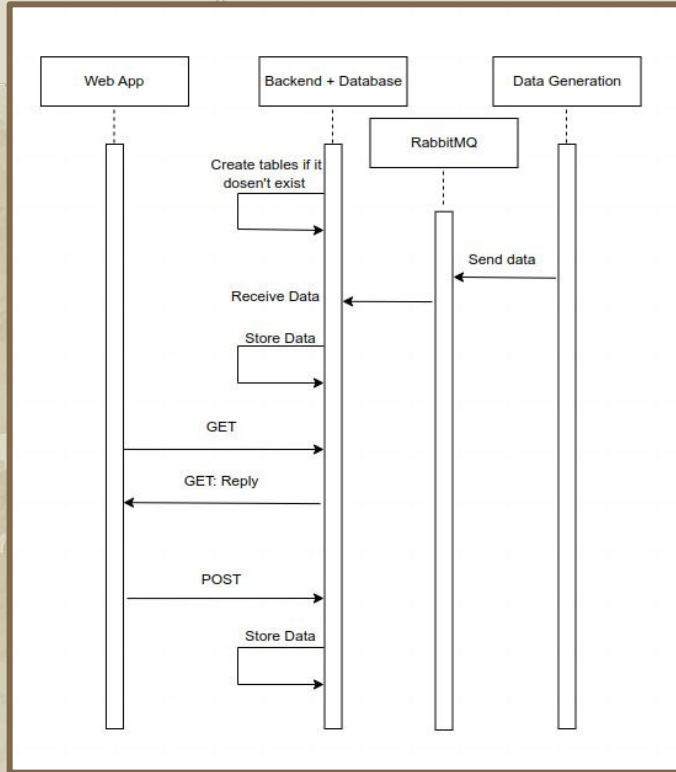 Web App
Backend + Database
Data Generation
RabbitMQ
Create tables if it
dosen't exist
Send data
Receive Data
Store Data
GET
GET: Reply
POST
Store Data